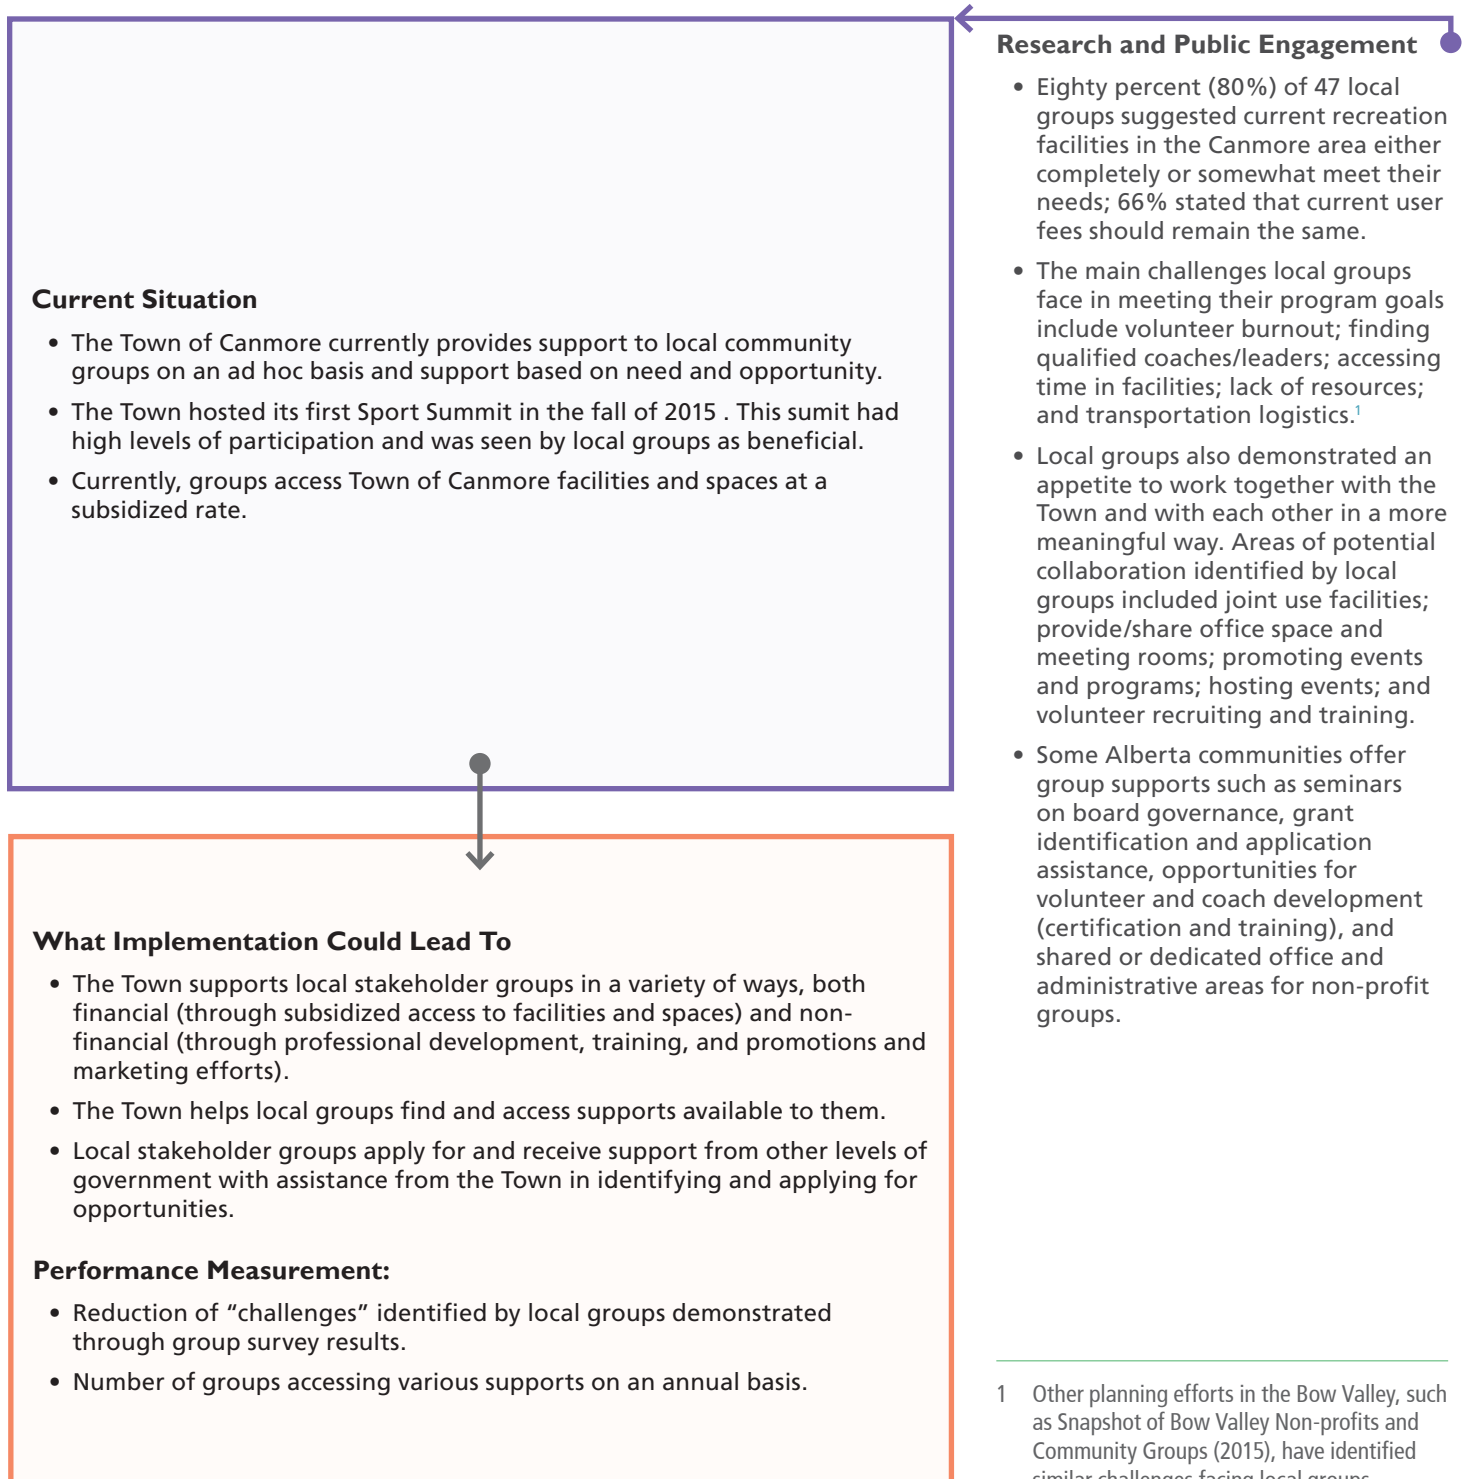 Current Situation
• The Town of Canmore currently provides support to local community
groups on an ad hoc basis and support based on need and opportunity.
• The Town hosted its first Sport Summit in the fall of 2015 . This sumit had
high levels of participation and was seen by local groups as beneficial.
• Currently, groups access Town of Canmore facilities and spaces at a
subsidized rate.
What Implementation Could Lead To
• The Town supports local stakeholder groups in a variety of ways, both
financial (through subsidized access to facilities and spaces) and non-
financial (through professional development, training, and promotions and
marketing efforts).
• The Town helps local groups find and access supports available to them.
• Local stakeholder groups apply for and receive support from other levels of
government with assistance from the Town in identifying and applying for
opportunities.
Performance Measurement:
• Reduction of “challenges” identified by local groups demonstrated
through group survey results.
• Number of groups accessing various supports on an annual basis.
Research and Public Engagement
• Eighty percent (80%) of 47 local
groups suggested current recreation
facilities in the Canmore area either
completely or somewhat meet their
needs; 66% stated that current user
fees should remain the same.
• The main challenges local groups
face in meeting their program goals
include volunteer burnout; finding
qualified coaches/leaders; accessing
time in facilities; lack of resources;
and transportation logistics.1
• Local groups also demonstrated an
appetite to work together with the
Town and with each other in a more
meaningful way. Areas of potential
collaboration identified by local
groups included joint use facilities;
provide/share office space and
meeting rooms; promoting events
and programs; hosting events; and
volunteer recruiting and training.
• Some Alberta communities offer
group supports such as seminars
on board governance, grant
identification and application
assistance, opportunities for
volunteer and coach development
(certification and training), and
shared or dedicated office and
administrative areas for non-profit
groups.
1 Other planning efforts in the Bow Valley, such
as Snapshot of Bow Valley Non-profits and
Community Groups (2015), have identified
similar challenges facing local groups